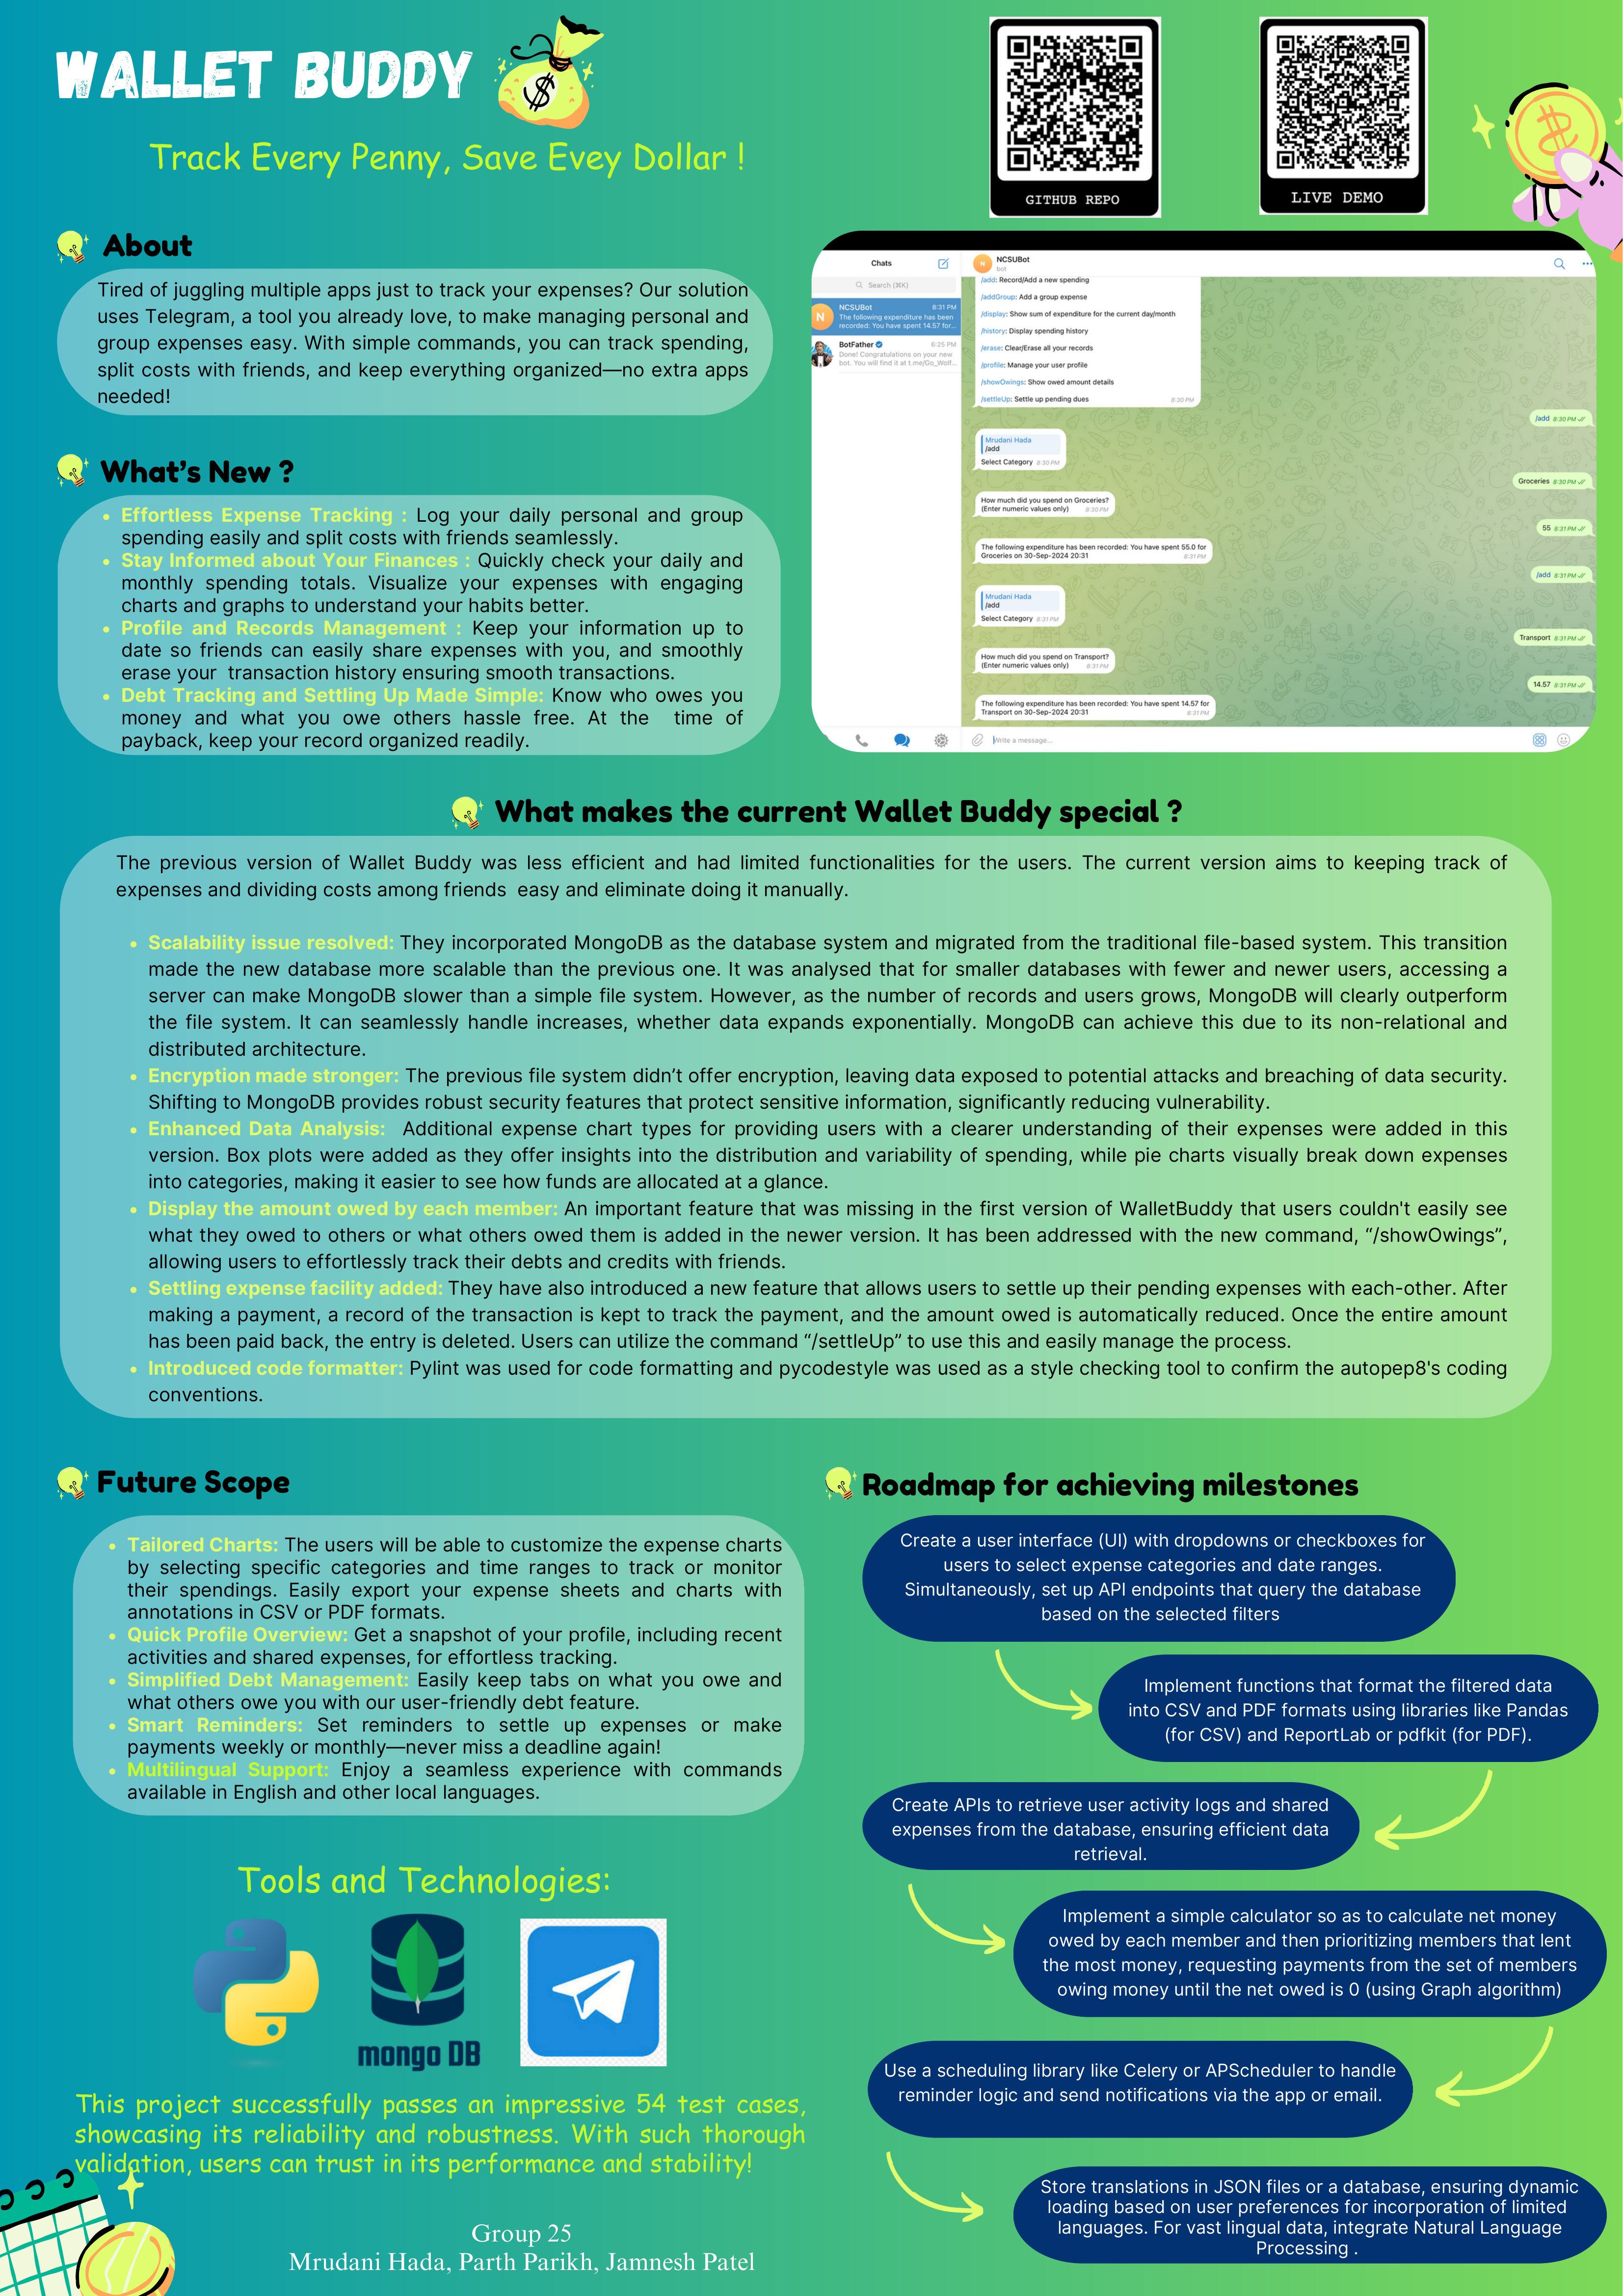 WALLET BUDDY
Track Every Penny, Save Evey Dollar !
GITHUB REPO
LIVE DEMO
About
Tired of juggling multiple apps just to track your expenses? Our solution
uses Telegram, a tool you already love, to make managing personal and
group expenses easy. With simple commands, you can track spending,
split costs with friends, and keep everything organized—no extra apps
needed!
What's New ?
• Effortless Expense Tracking : Log your daily personal and group
spending easily and split costs with friends seamlessly.
• Stay Informed about Your Finances : Quickly check your daily and
monthly spending totals. Visualize your expenses with engaging
charts and graphs to understand your habits better.
• Profile and Records Management : Keep your information up to
date so friends can easily share expenses with you, and smoothly
erase your transaction history ensuring smooth transactions.
• Debt Tracking and Settling Up Made Simple: Know who owes you
money and what you owe others hassle free. At the time of
payback, keep your record organized readily.
Chats
Search (⌘K)
N
NCSUBot 8:31 PM
The following expenditure has been
recorded: You have spent 14.57 for...
BotFather 8:25 PM
Done! Congratulations on your new
bot. You will find it at t.me/Go_Wolf...
N
NCSUBot
bot
/add: Record/Add a new spending
/addGroup: Add a group expense
/display: Show sum of expenditure for the current day/month
/history: Display spending history
/erase: Clear/Erase all your records
/profile: Manage your user profile
/showOwings: Show owed amount details
/settleUp: Settle up pending dues 8:30 PM
/add 8:30 PM
Mrudani Hada
/add
Select Category 8:30 PM
Groceries 8:30 PM
How much did you spend on Groceries?
(Enter numeric values only) 8:30 PM
55 8:31 PM
The following expenditure has been recorded: You have spent 55.0 for
Groceries on 30-Sep-2024 20:31 8:31 PM
/add 8:31 PM
Mrudani Hada
/add
Select Category 8:31 PM
Transport 8:31 PM
How much did you spend on Transport?
(Enter numeric values only) 8:31 PM
14.57 8:31 PM
The following expenditure has been recorded: You have spent 14.57 for
Transport on 30-Sep-2024 20:31 8:31 PM
Write a message...
What makes the current Wallet Buddy special ?
The previous version of Wallet Buddy was less efficient and had limited functionalities for the users. The current version aims to keeping track of
expenses and dividing costs among friends easy and eliminate doing it manually.
• Scalability issue resolved: They incorporated MongoDB as the database system and migrated from the traditional file-based system. This transition
made the new database more scalable than the previous one. It was analysed that for smaller databases with fewer and newer users, accessing a
server can make MongoDB slower than a simple file system. However, as the number of records and users grows, MongoDB will clearly outperform
the file system. It can seamlessly handle increases, whether data expands exponentially. MongoDB can achieve this due to its non-relational and
distributed architecture.
• Encryption made stronger: The previous file system didn't offer encryption, leaving data exposed to potential attacks and breaching of data security.
Shifting to MongoDB provides robust security features that protect sensitive information, significantly reducing vulnerability.
• Enhanced Data Analysis: Additional expense chart types for providing users with a clearer understanding of their expenses were added in this
version. Box plots were added as they offer insights into the distribution and variability of spending, while pie charts visually break down expenses
into categories, making it easier to see how funds are allocated at a glance.
• Display the amount owed by each member: An important feature that was missing in the first version of WalletBuddy that users couldn't easily see
what they owed to others or what others owed them is added in the newer version. It has been addressed with the new command, “/showOwings”,
allowing users to effortlessly track their debts and credits with friends.
• Settling expense facility added: They have also introduced a new feature that allows users to settle up their pending expenses with each-other. After
making a payment, a record of the transaction is kept to track the payment, and the amount owed is automatically reduced. Once the entire amount
has been paid back, the entry is deleted. Users can utilize the command “/settleUp” to use this and easily manage the process.
• Introduced code formatter: Pylint was used for code formatting and pycodestyle was used as a style checking tool to confirm the autopep8's coding
conventions.
Future Scope
• Tailored Charts: The users will be able to customize the expense charts
by selecting specific categories and time ranges to track or monitor
their spendings. Easily export your expense sheets and charts with
annotations in CSV or PDF formats.
• Quick Profile Overview: Get a snapshot of your profile, including recent
activities and shared expenses, for effortless tracking.
• Simplified Debt Management: Easily keep tabs on what you owe and
what others owe you with our user-friendly debt feature.
• Smart Reminders: Set reminders to settle up expenses or make
payments weekly or monthly—never miss a deadline again!
• Multilingual Support: Enjoy a seamless experience with commands
available in English and other local languages.
Tools and Technologies:
mongo DB
This project successfully passes an impressive 54 test cases,
showcasing its reliability and robustness. With such thorough
validation, users can trust in its performance and stability!
Group 25
Mrudani Hada, Parth Parikh, Jamnesh Patel
Roadmap for achieving milestones
Create a user interface (UI) with dropdowns or checkboxes for
users to select expense categories and date ranges.
Simultaneously, set up API endpoints that query the database
based on the selected filters
Implement functions that format the filtered data
into CSV and PDF formats using libraries like Pandas
(for CSV) and ReportLab or pdfkit (for PDF).
Create APIs to retrieve user activity logs and shared
expenses from the database, ensuring efficient data
retrieval.
Implement a simple calculator so as to calculate net money
owed by each member and then prioritizing members that lent
the most money, requesting payments from the set of members
owing money until the net owed is 0 (using Graph algorithm)
Use a scheduling library like Celery or APScheduler to handle
reminder logic and send notifications via the app or email.
Store translations in JSON files or a database, ensuring dynamic
loading based on user preferences for incorporation of limited
languages. For vast lingual data, integrate Natural Language
Processing .